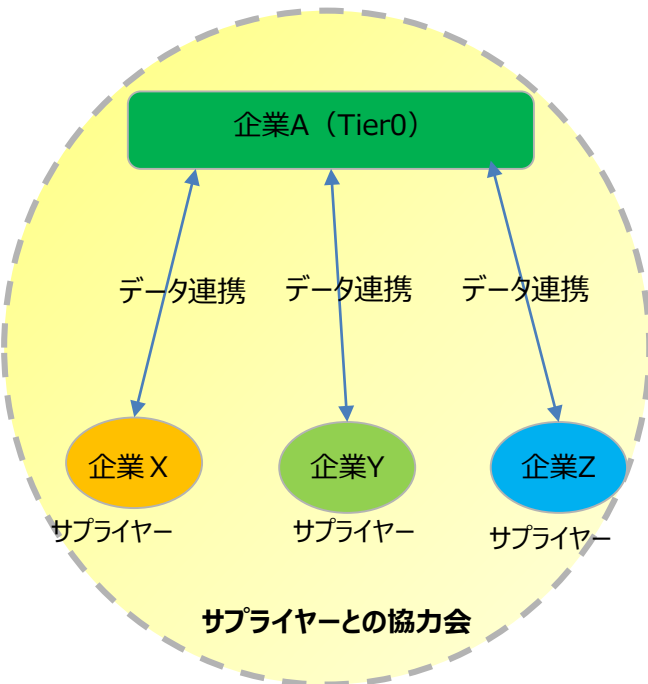 企業A（Tier0）
データ連携 データ連携 データ連携
企業X 企業Y 企業Z
サプライヤー サプライヤー サプライヤー
サプライヤーとの協力会